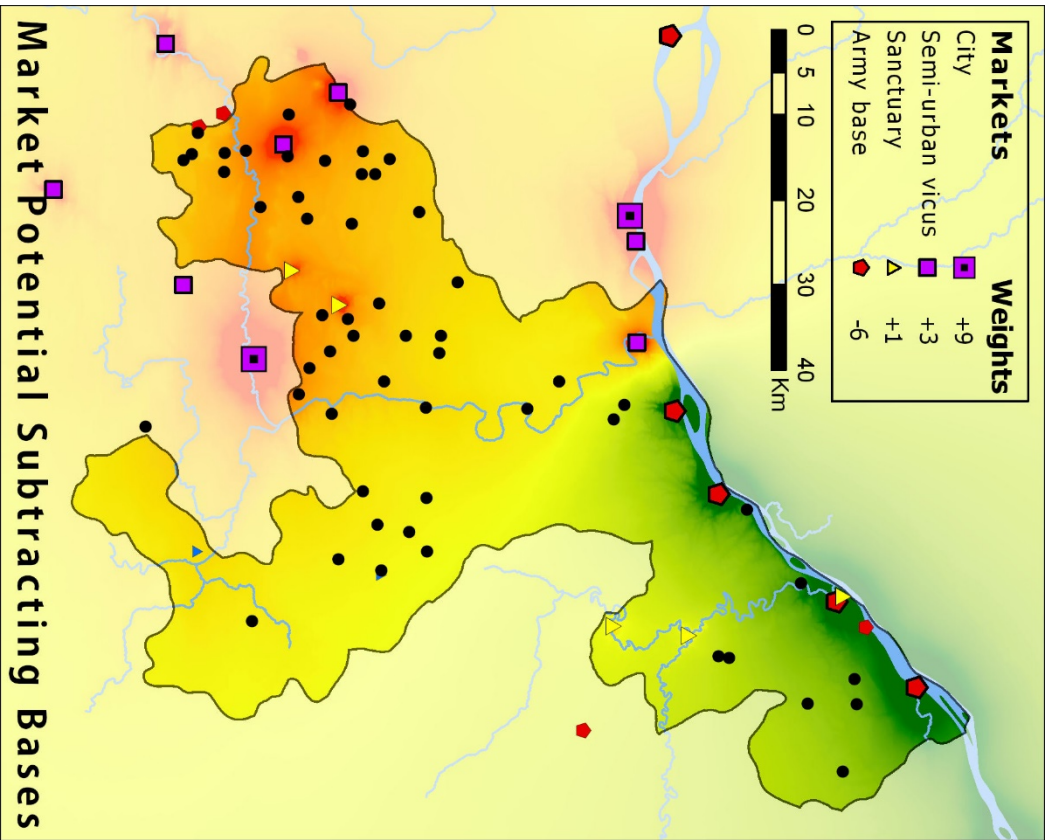 Markets Weights
City +9
Semi-urban vicus +3
Sanctuary +1
Army base -6
0 5 10 20 30 40 Km
Market Potential Subtracting Bases